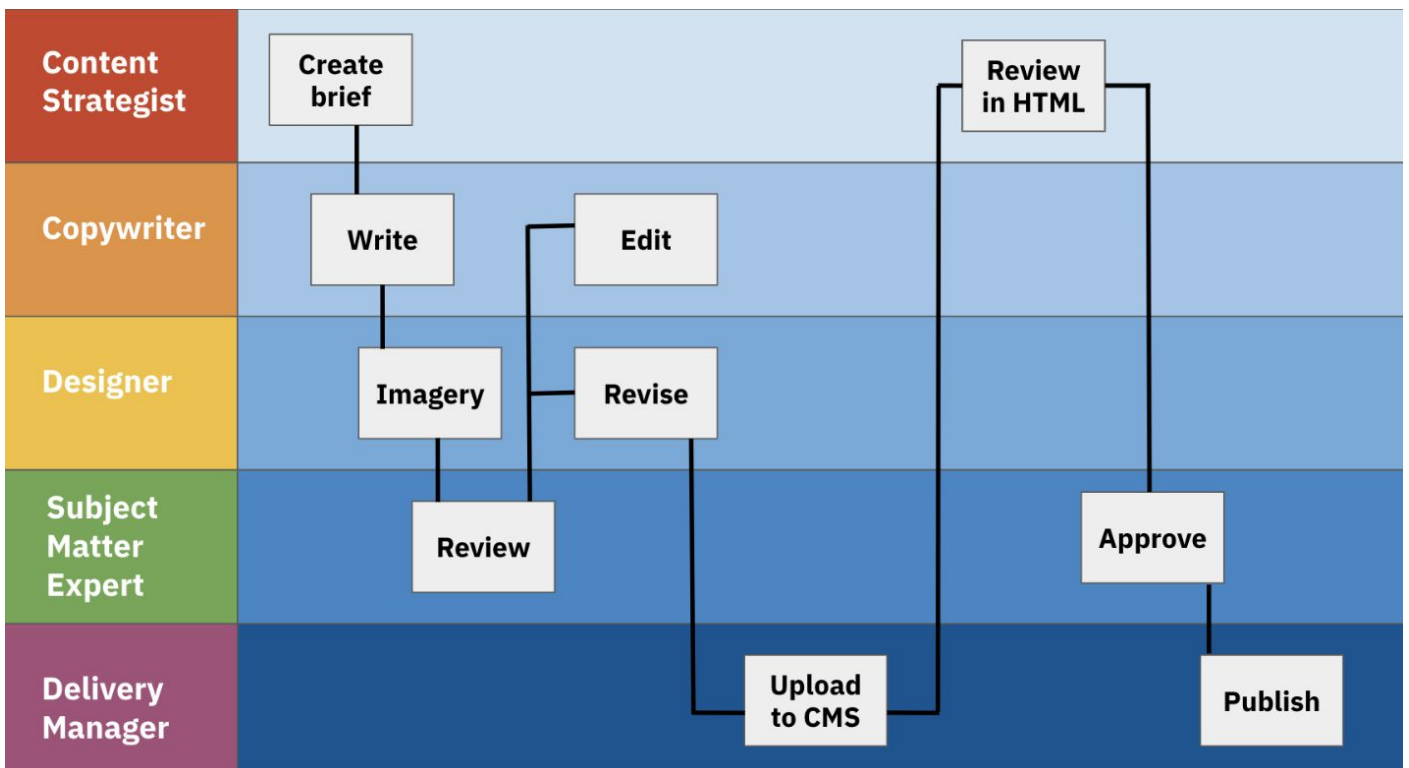 Content
Strategist
Create
brief
Review
in HTML
Copywriter
Write
Edit
Designer
Imagery
Revise
Subject
Matter
Expert
Review
Approve
Delivery
Manager
Upload
to CMS
Publish